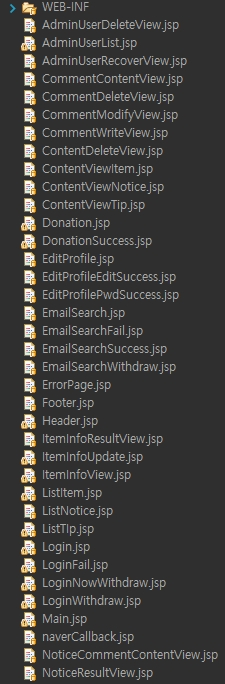 WEB-INF
AdminUserDeleteView.jsp
AdminUserList.jsp
AdminUserRecoverView.jsp
CommentContentView.jsp
CommentDeleteView.jsp
CommentModifyView.jsp
CommentWriteView.jsp
ContentDeleteView.jsp
ContentViewItem.jsp
ContentViewNotice.jsp
ContentViewTip.jsp
Donation.jsp
DonationSuccess.jsp
EditProfile.jsp
EditProfileEditSuccess.jsp
EditProfilePwdSuccess.jsp
EmailSearch.jsp
EmailSearchFail.jsp
EmailSearchSuccess.jsp
EmailSearchWithdraw.jsp
ErrorPage.jsp
Footer.jsp
Header.jsp
ItemInfoResultView.jsp
ItemInfoUpdate.jsp
ItemInfoView.jsp
ListItem.jsp
ListNotice.jsp
ListTIp.jsp
Login.jsp
LoginFail.jsp
LoginNowWithdraw.jsp
LoginWithdraw.jsp
Main.jsp
naverCallback.jsp
NoticeCommentContentView.jsp
NoticeResultView.jsp